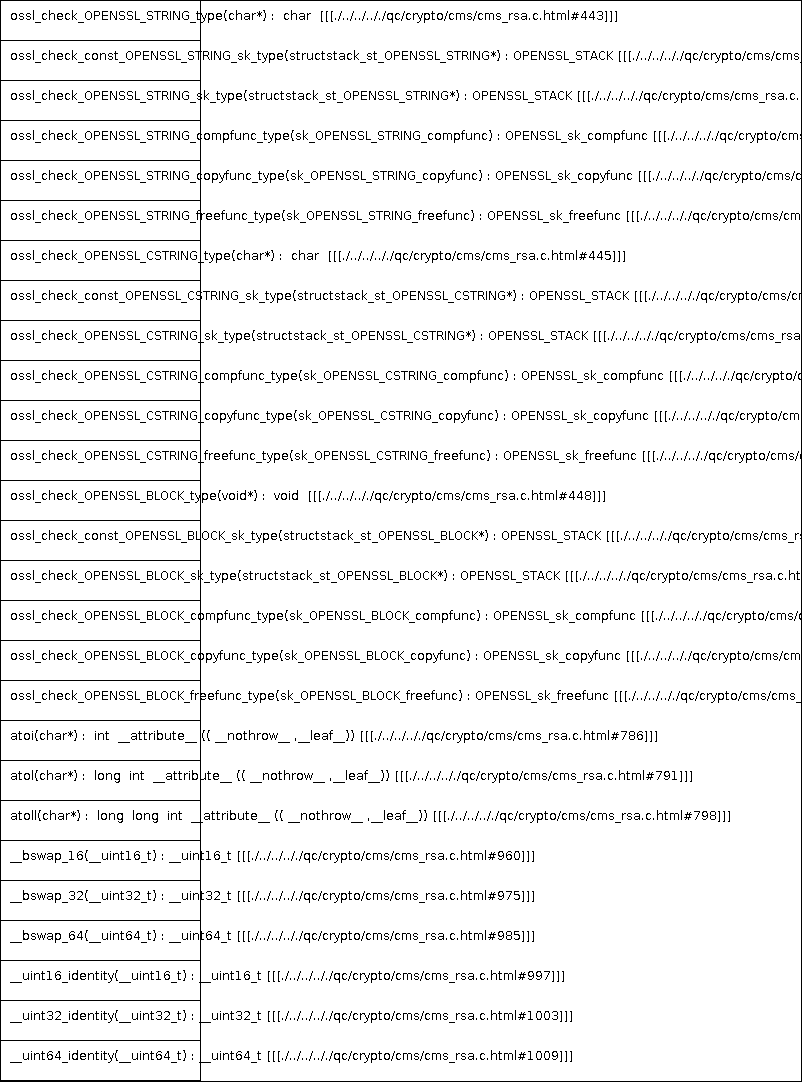 ossl_check_OPENSSL_STRING_type(char*) : char [[[./../../././qc/crypto/cms/cms_rsa.c.html#443]]]
ossl_check_const_OPENSSL_STRING_sk_type(structstack_st_OPENSSL_STRING*) : OPENSSL_STACK [[[./../../././qc/crypto/cms/cms_
ossl_check_OPENSSL_STRING_sk_type(structstack_st_OPENSSL_STRING*) : OPENSSL_STACK [[[./../../././qc/crypto/cms/cms_rsa.c.
ossl_check_OPENSSL_STRING_compfunc_type(sk_OPENSSL_STRING_compfunc) : OPENSSL_sk_compfunc [[[./../../././qc/crypto/cms
ossl_check_OPENSSL_STRING_copyfunc_type(sk_OPENSSL_STRING_copyfunc) : OPENSSL_sk_copyfunc [[[./../../././qc/crypto/c
ossl_check_OPENSSL_STRING_freefunc_type(sk_OPENSSL_STRING_freefunc) : OPENSSL_sk_freefunc [[[./../../././qc/crypto/cm
ossl_check_OPENSSL_CSTRING_type(char*) : char [[[./../../././qc/crypto/cms/cms_rsa.c.html#445]]]
ossl_check_const_OPENSSL_CSTRING_sk_type(structstack_st_OPENSSL_CSTRING*) : OPENSSL_STACK [[[./../../././qc/crypto/cms/c
ossl_check_OPENSSL_CSTRING_sk_type(structstack_st_OPENSSL_CSTRING*) : OPENSSL_STACK [[[./../../././qc/crypto/cms/cms_rsa
ossl_check_OPENSSL_CSTRING_compfunc_type(sk_OPENSSL_CSTRING_compfunc) : OPENSSL_sk_compfunc [[[./../../././qc/crypto/c
ossl_check_OPENSSL_CSTRING_copyfunc_type(sk_OPENSSL_CSTRING_copyfunc) : OPENSSL_sk_copyfunc [[[./../../././qc/crypto/cm
ossl_check_OPENSSL_CSTRING_freefunc_type(sk_OPENSSL_CSTRING_freefunc) : OPENSSL_sk_freefunc [[[./../../././qc/crypto/cms/
ossl_check_OPENSSL_BLOCK_type(void*) : void [[[./../../././qc/crypto/cms/cms_rsa.c.html#448]]]
ossl_check_const_OPENSSL_BLOCK_sk_type(structstack_st_OPENSSL_BLOCK*) : OPENSSL_STACK [[[./../../././qc/crypto/cms/cms_r
ossl_check_OPENSSL_BLOCK_sk_type(structstack_st_OPENSSL_BLOCK*) : OPENSSL_STACK [[[./../../././qc/crypto/cms/cms_rsa.c.ht
ossl_check_OPENSSL_BLOCK_compfunc_type(sk_OPENSSL_BLOCK_compfunc) : OPENSSL_sk_compfunc [[[./../../././qc/crypto/cms/
ossl_check_OPENSSL_BLOCK_copyfunc_type(sk_OPENSSL_BLOCK_copyfunc) : OPENSSL_sk_copyfunc [[[./../../././qc/crypto/cm
ossl_check_OPENSSL_BLOCK_freefunc_type(sk_OPENSSL_BLOCK_freefunc) : OPENSSL_sk_freefunc [[[./../../././qc/crypto/cms_
atoi(char*) : int __attribute__ (( __nothrow__ ,__leaf__)) [[[./../../././qc/crypto/cms/cms_rsa.c.html#786]]]
atol(char*) : long int __attribute__ (( __nothrow__ ,__leaf__)) [[[./../../././qc/crypto/cms/cms_rsa.c.html#791]]]
atoll(char*) : long long int __attribute__ (( __nothrow__ ,__leaf__)) [[[./../../././qc/crypto/cms/cms_rsa.c.html#798]]]
__bswap_16(__uint16_t) : __uint16_t [[[./../../././qc/crypto/cms/cms_rsa.c.html#960]]]
__bswap_32(__uint32_t) : __uint32_t [[[./../../././qc/crypto/cms/cms_rsa.c.html#975]]]
__bswap_64(__uint64_t) : __uint64_t [[[./../../././qc/crypto/cms/cms_rsa.c.html#985]]]
__uint16_identity(__uint16_t) : __uint16_t [[[./../../././qc/crypto/cms/cms_rsa.c.html#997]]]
__uint32_identity(__uint32_t) : __uint32_t [[[./../../././qc/crypto/cms/cms_rsa.c.html#1003]]]
__uint64_identity(__uint64_t) : __uint64_t [[[./../../././qc/crypto/cms/cms_rsa.c.html#1009]]]